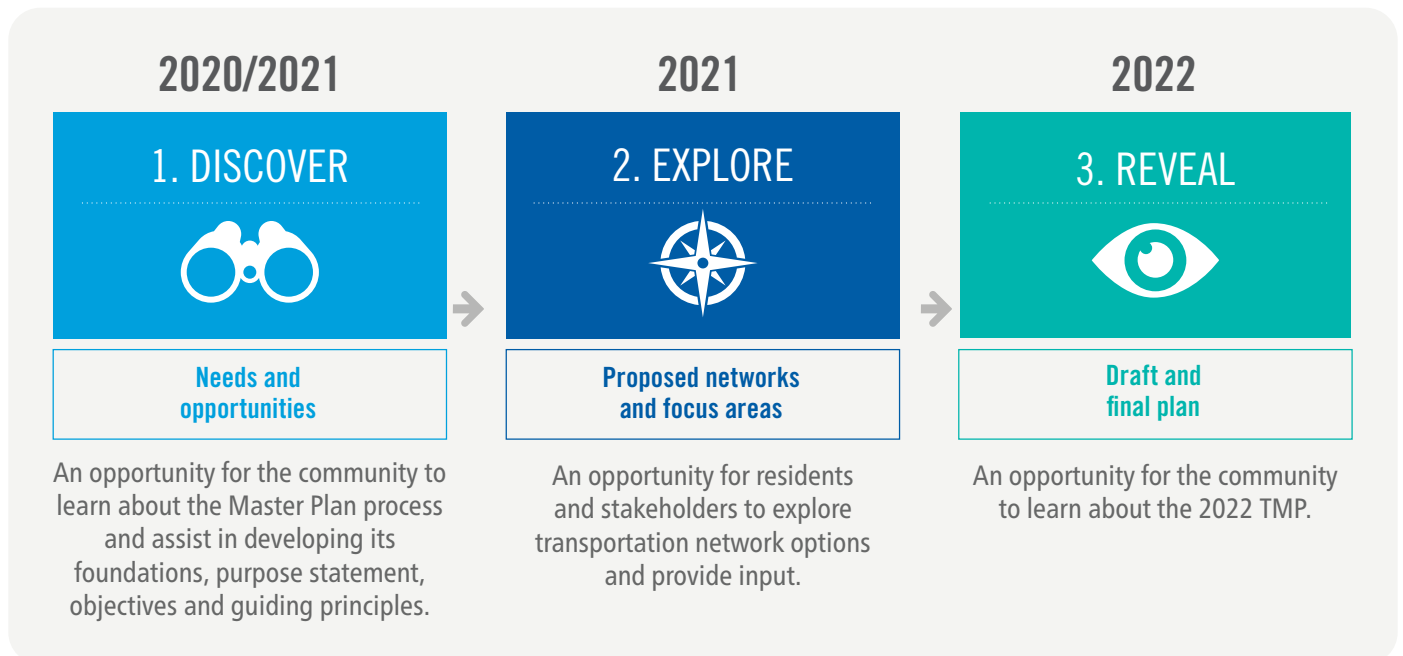 2020/2021
1. DISCOVER
Needs and
opportunities
An opportunity for the community to
learn about the Master Plan process
and assist in developing its
foundations, purpose statement,
objectives and guiding principles.
2021
2. EXPLORE
Proposed networks
and focus areas
An opportunity for residents
and stakeholders to explore
transportation network options
and provide input.
2022
3. REVEAL
Draft and
final plan
An opportunity for the community
to learn about the 2022 TMP.